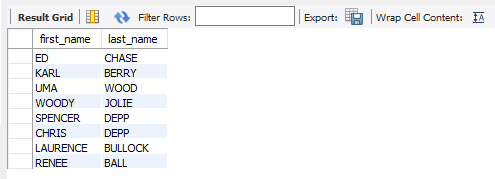 Result Grid Filter Rows: Export: Wrap Cell Content: IA
first_name last_name
ED CHASE
KARL BERRY
UMA WOOD
WOODY JOLIE
SPENCER DEPP
CHRIS DEPP
LAURENCE BULLOCK
RENEE BALL